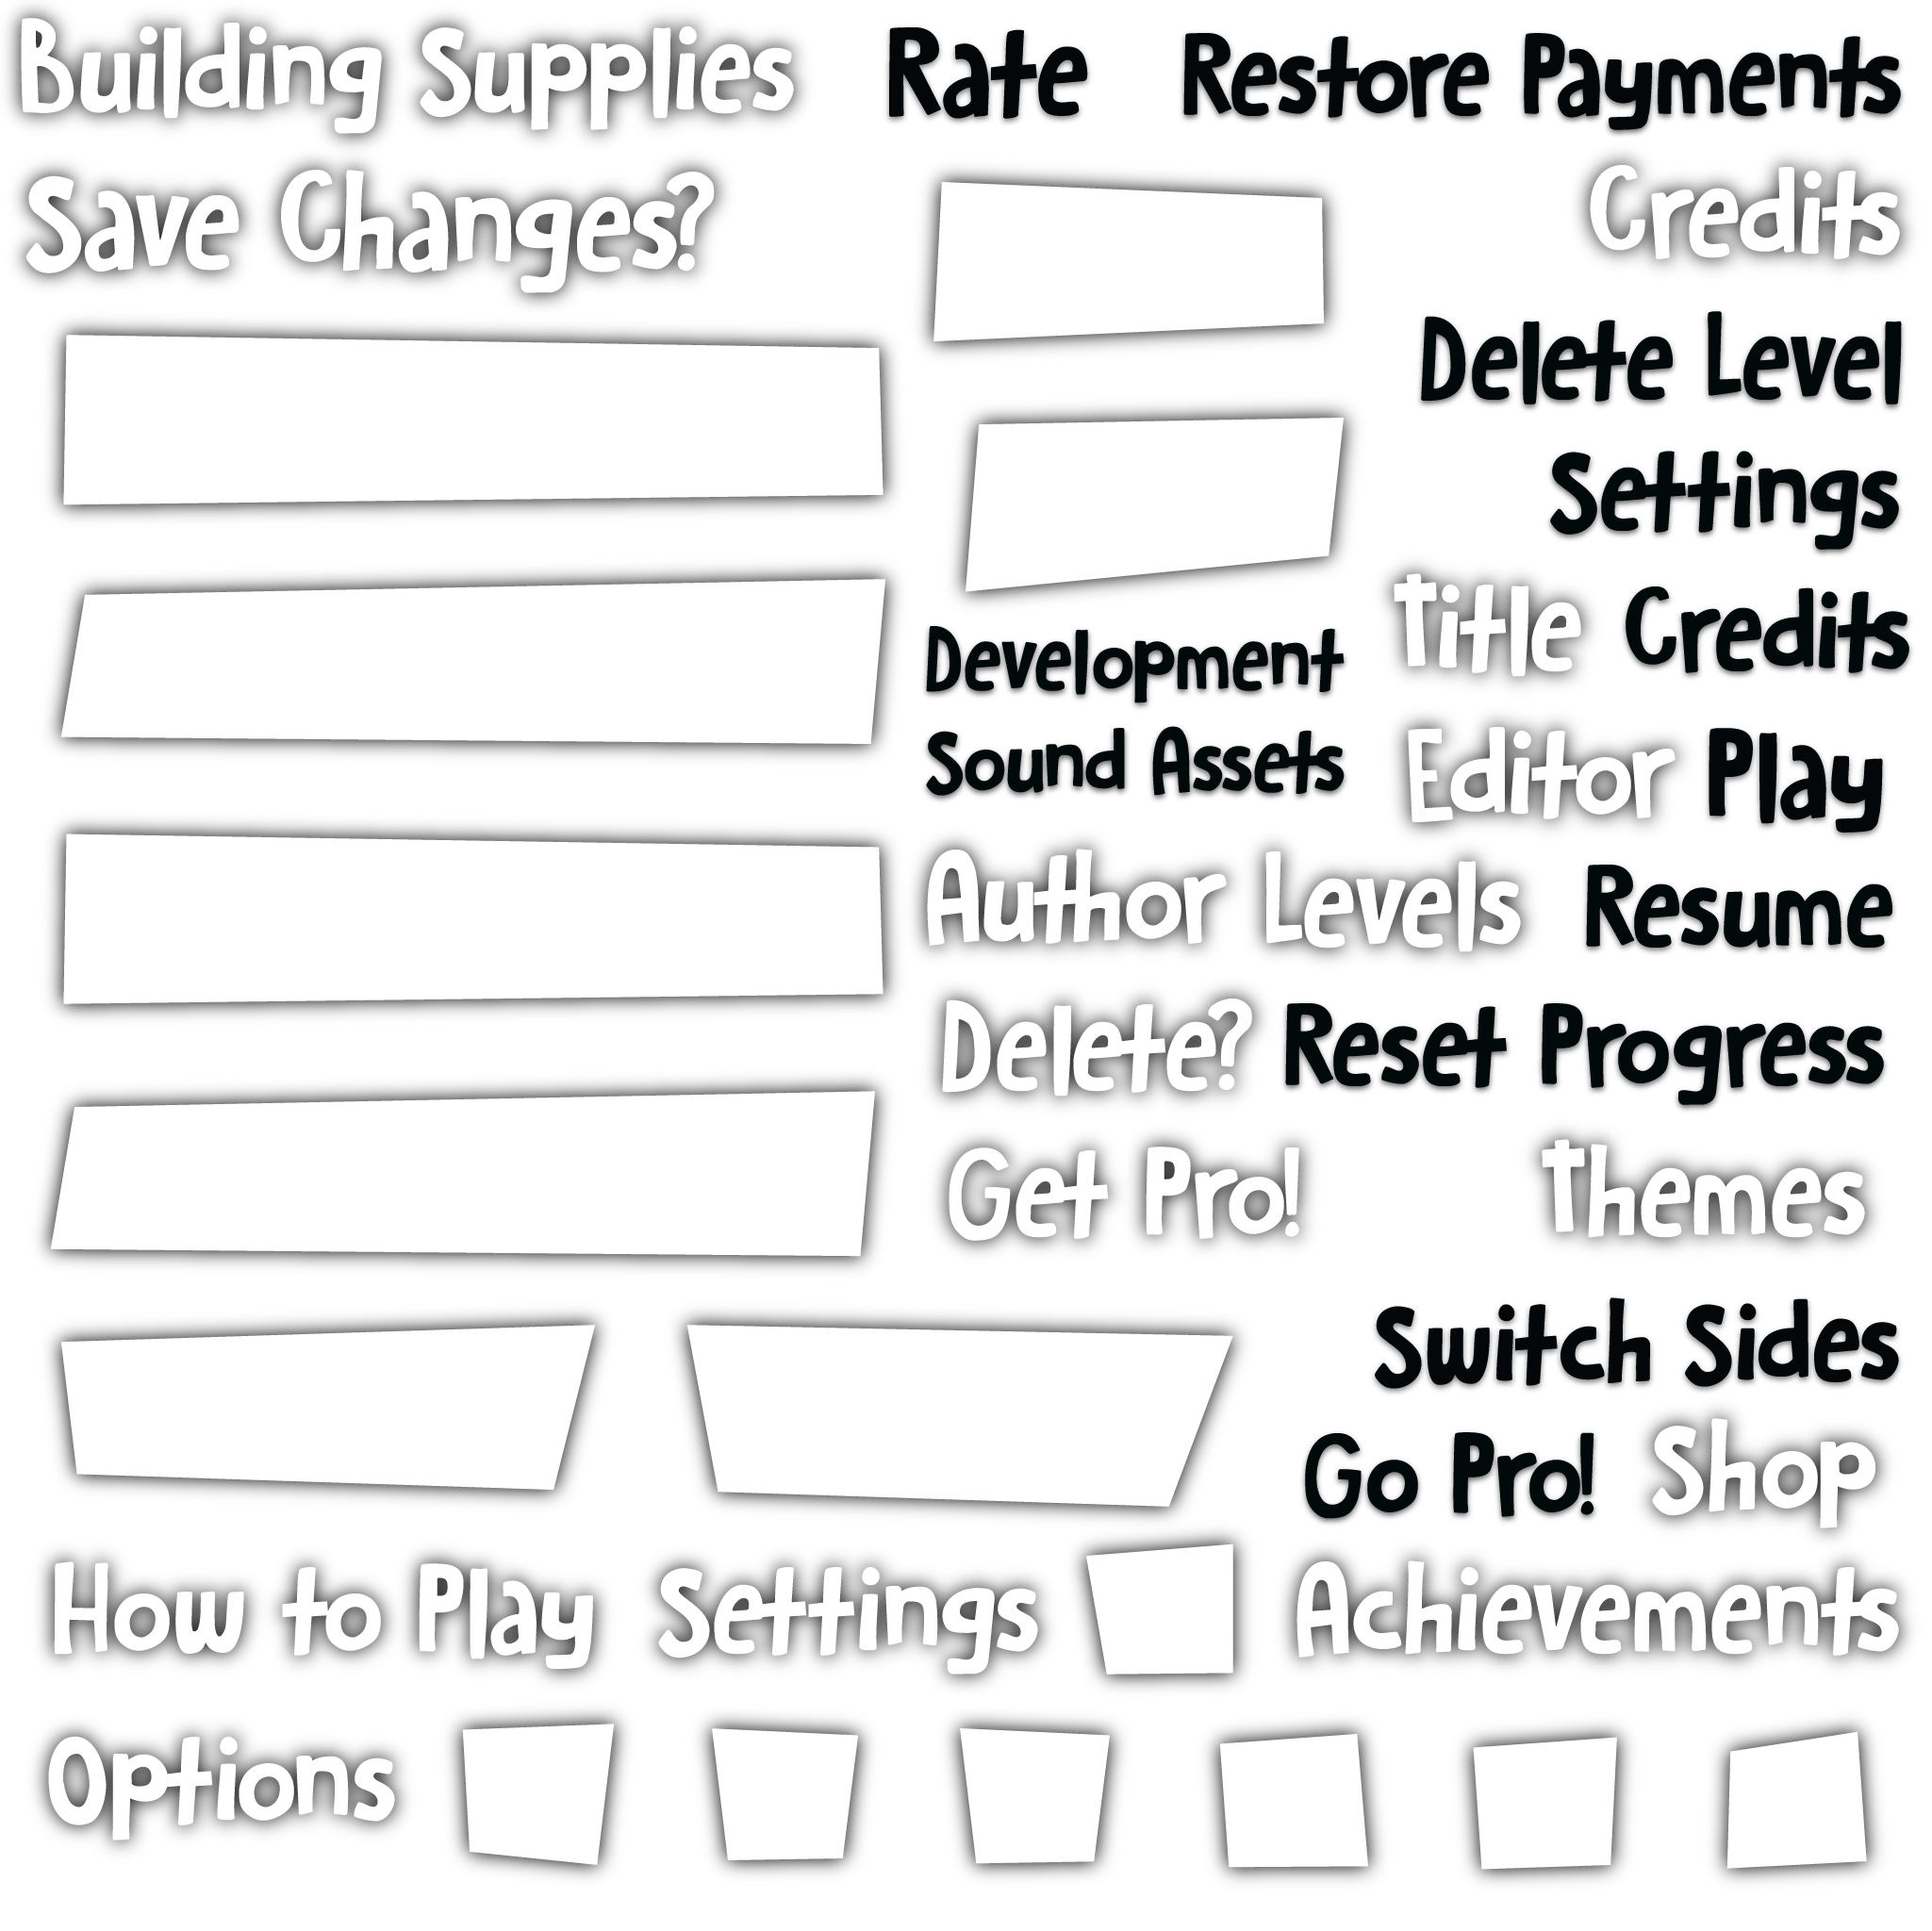 Building Supplies Rate Restore Payments
Save Changes? Credits
Delete Level
Settings
Title Credits
Development
Sound Assets
Editor Play
Author Levels Resume
Delete? Reset Progress
Get Pro! Themes
Switch Sides
Go Pro! Shop
How to Play Settings Achievements
Options